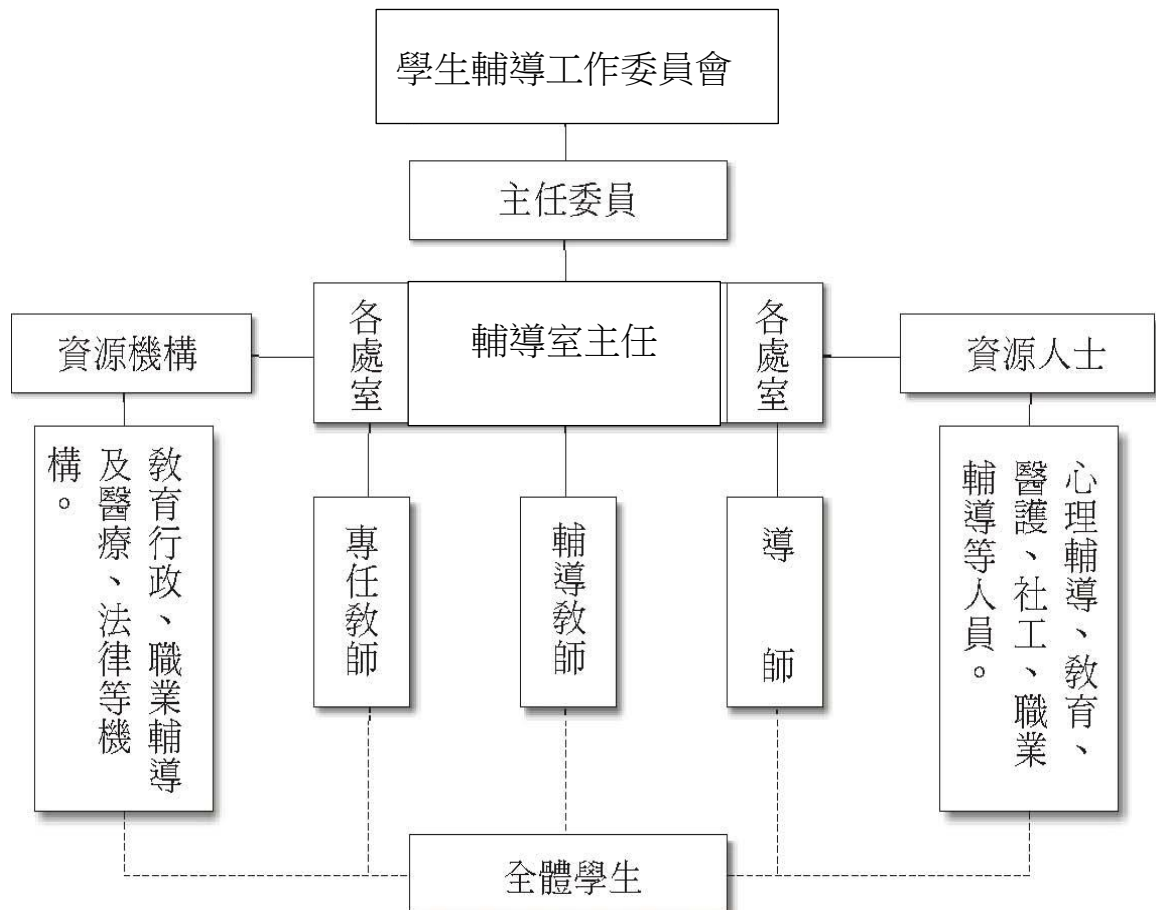 學生輔導工作委員會
主任委員
各處室
輔導室主任
各處室
資源機構
資源人士
教育行政、職業輔導
及醫療、法律等機
構。
專任教師
輔導教師
導師
心理輔導、教育、
醫護、社工、職業
輔導等人員。
全體學生